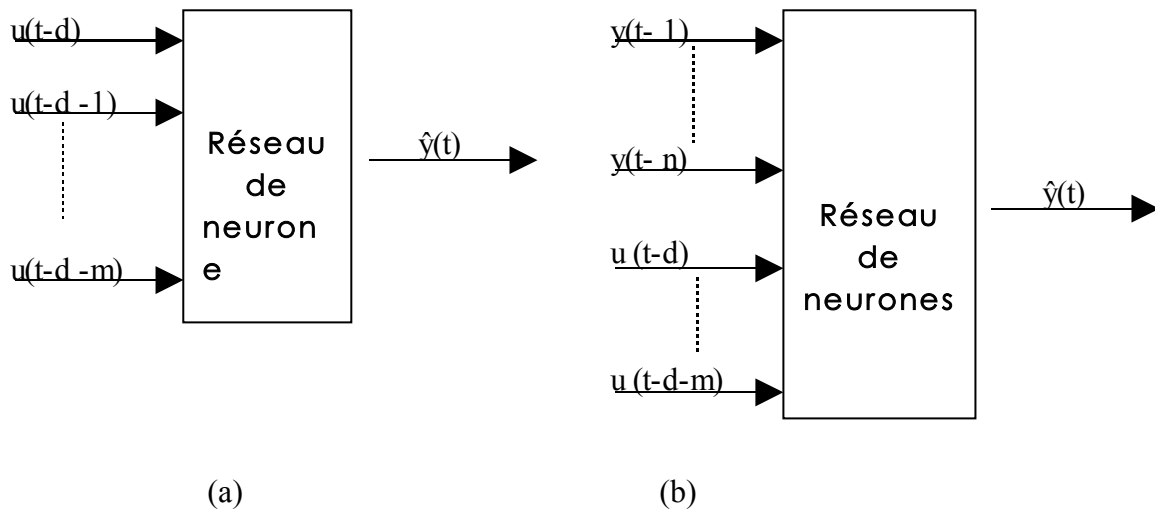 u(t-d)
u(t-d -1)
u(t-d -m)
Réseau
de
neuron
e
ŷ(t)
(a)
y(t- 1)
y(t- n)
u (t-d)
u (t-d-m)
Réseau
de
neurones
ŷ(t)
(b)